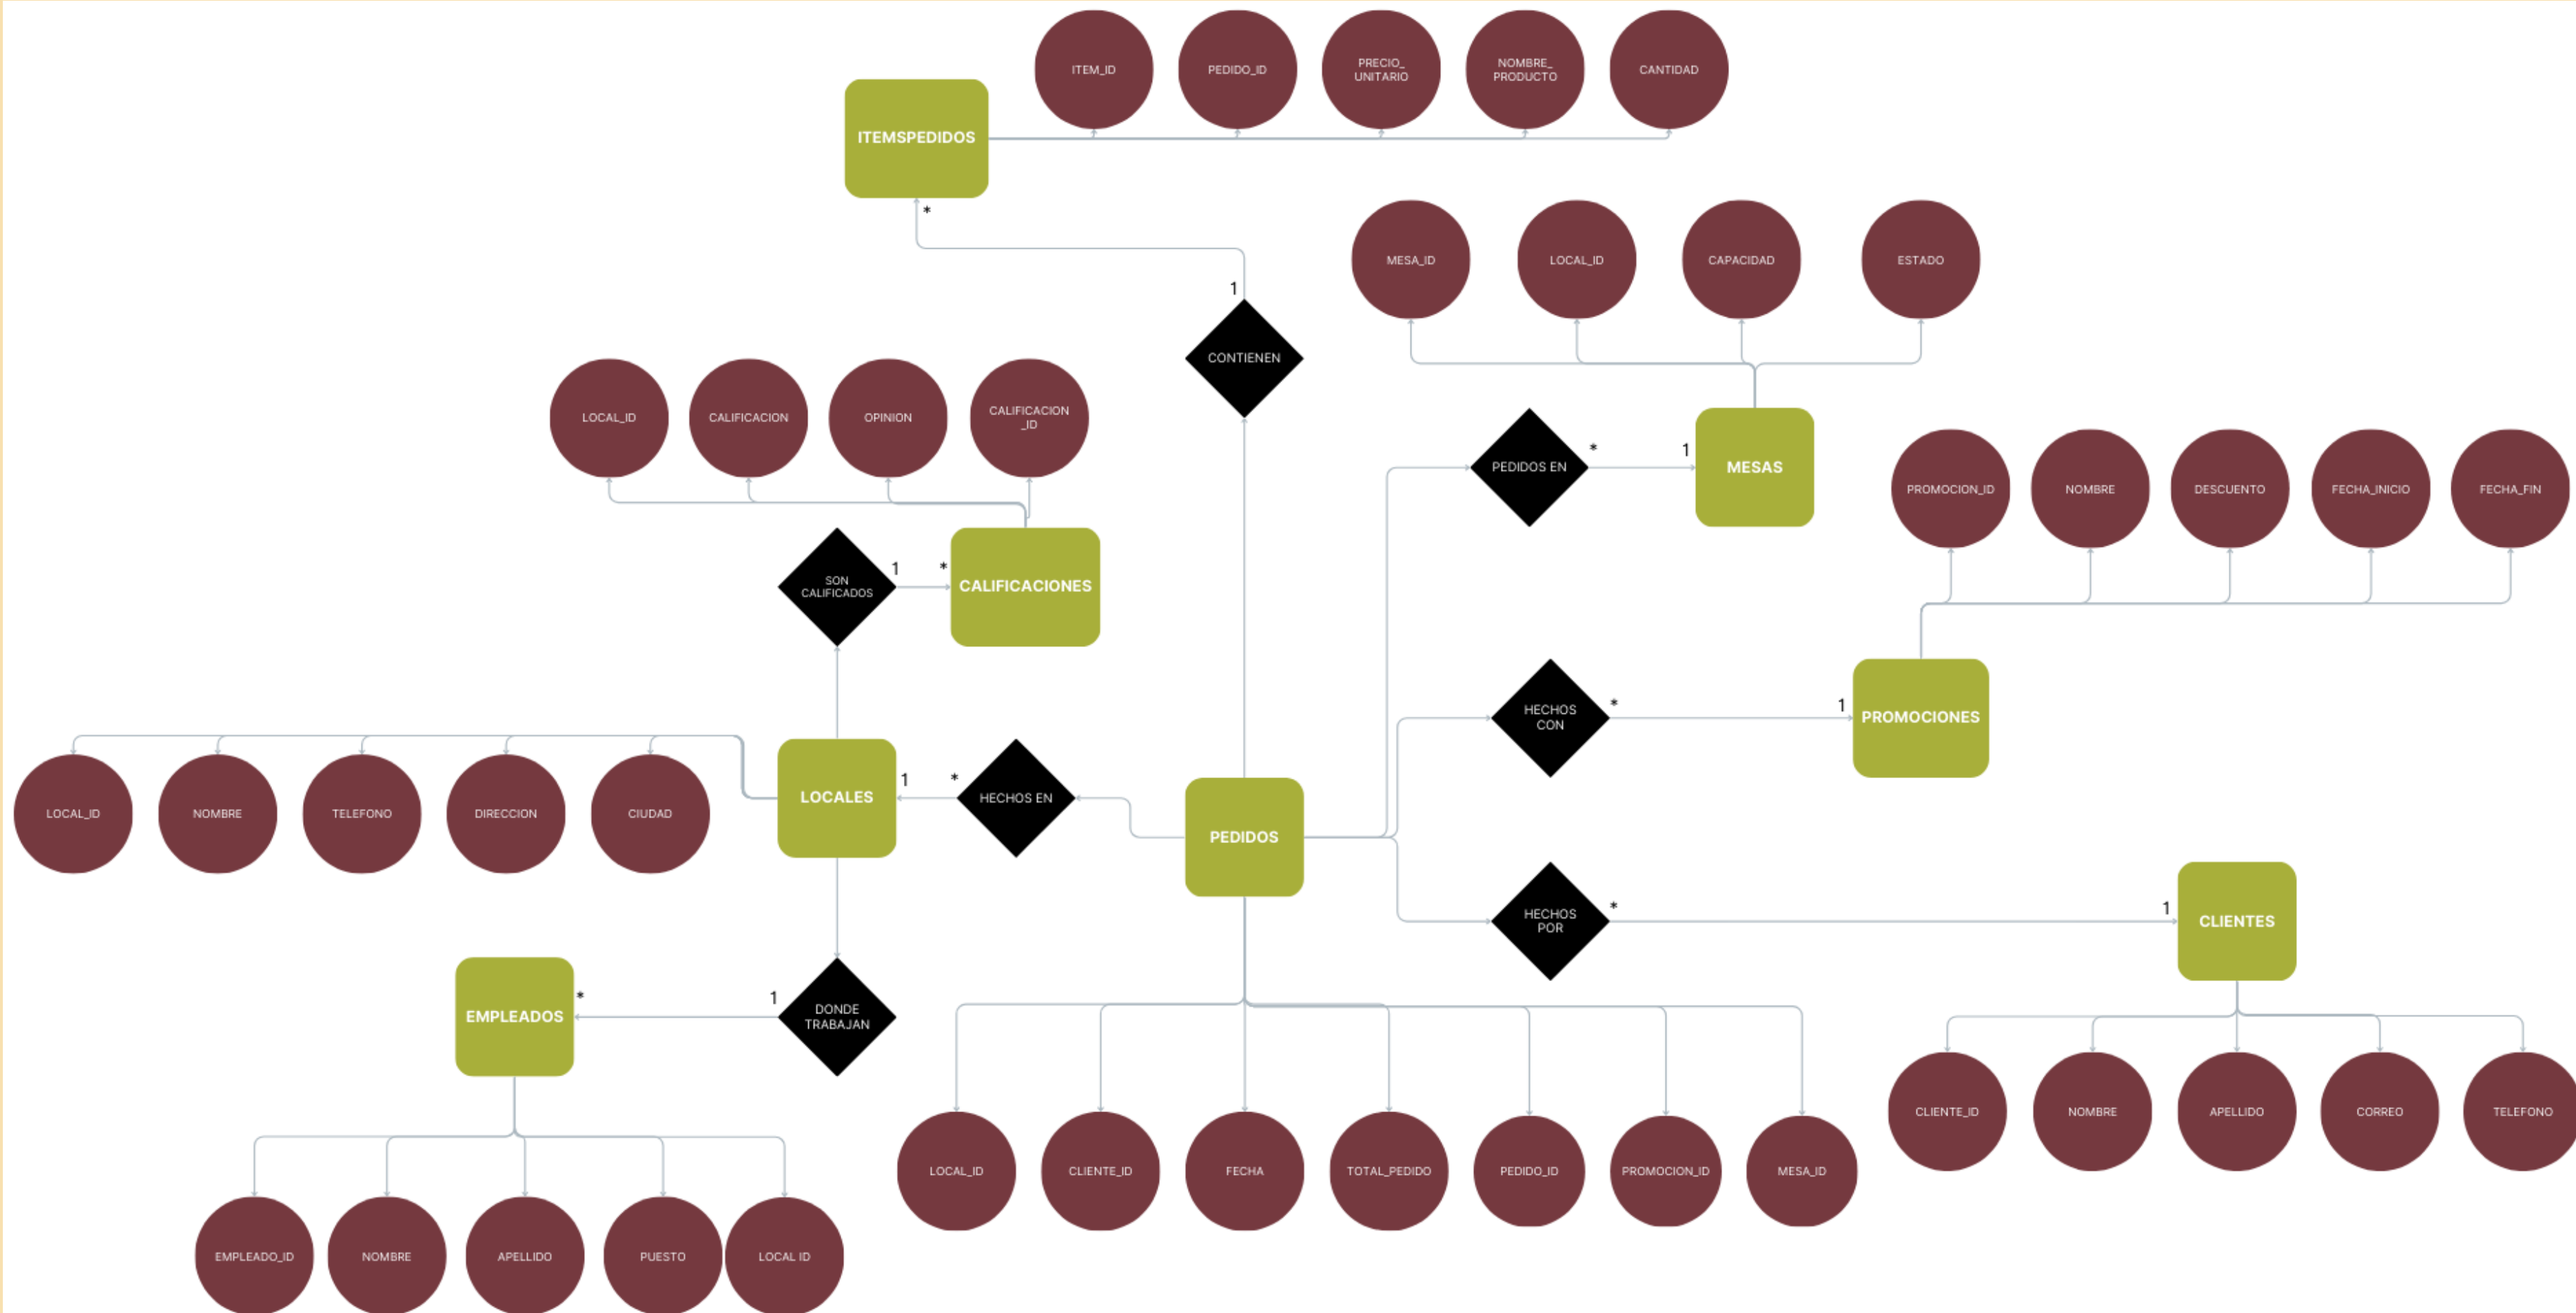 ITEM_ID
PEDIDO_ID
PRECIO_
UNITARIO
NOMBRE_
PRODUCTO
CANTIDAD
ITEMSPEDIDOS
*
MESA_ID
LOCAL_ID
CAPACIDAD
ESTADO
1
CONTIENEN
LOCAL_ID
CALIFICACION
OPINION
CALIFICACION
_ID
PEDIDOS EN
*
1
MESAS
PROMOCION_ID
NOMBRE
DESCUENTO
FECHA_INICIO
FECHA_FIN
SON
CALIFICADOS
1
*
CALIFICACIONES
HECHOS
CON
*
1
PROMOCIONES
LOCAL_ID
NOMBRE
TELEFONO
DIRECCION
CIUDAD
LOCALES
1
*
HECHOS EN
PEDIDOS
HECHOS
POR
*
1
CLIENTES
EMPLEADOS
*
1
DONDE
TRABAJAN
CLIENTE_ID
NOMBRE
APELLIDO
CORREO
TELEFONO
LOCAL_ID
CLIENTE_ID
FECHA
TOTAL_PEDIDO
PEDIDO_ID
PROMOCION_ID
MESA_ID
EMPLEADO_ID
NOMBRE
APELLIDO
PUESTO
LOCAL ID